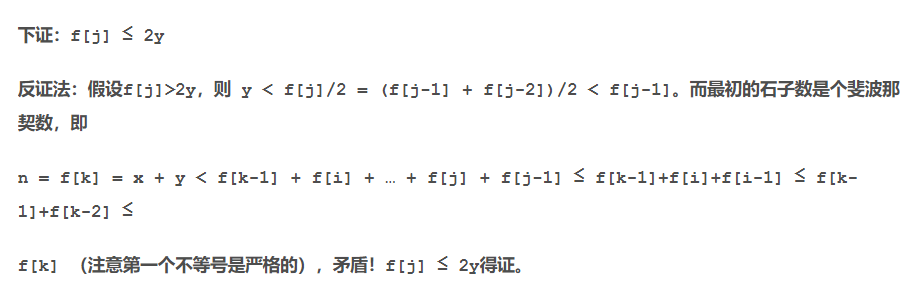 下证：f[j] ≤ 2y
反证法：假设f[j]>2y，则 y < f[j]/2 = (f[j-1] + f[j-2])/2 < f[j-1]。而最初的石子数是个斐波那
契数，即
n = f[k] = x + y < f[k-1] + f[i] + … + f[j] + f[j-1] ≤ f[k-1]+f[i]+f[i-1] ≤ f[k-
1]+f[k-2] ≤
f[k] （注意第一个不等号是严格的），矛盾！f[j] ≤ 2y得证。